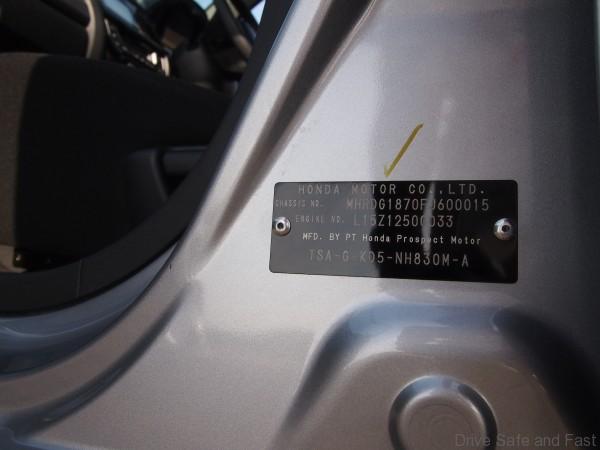 HONDA MOTOR CO.,LTD.
CHASSIS NO. MHRDG1870FJ600015
ENGINE NO. L15Z12500033
MFD. BY PT Honda Prospect Motor
TSA-G-KD5-NH830M-A
Drive Safe and Fast